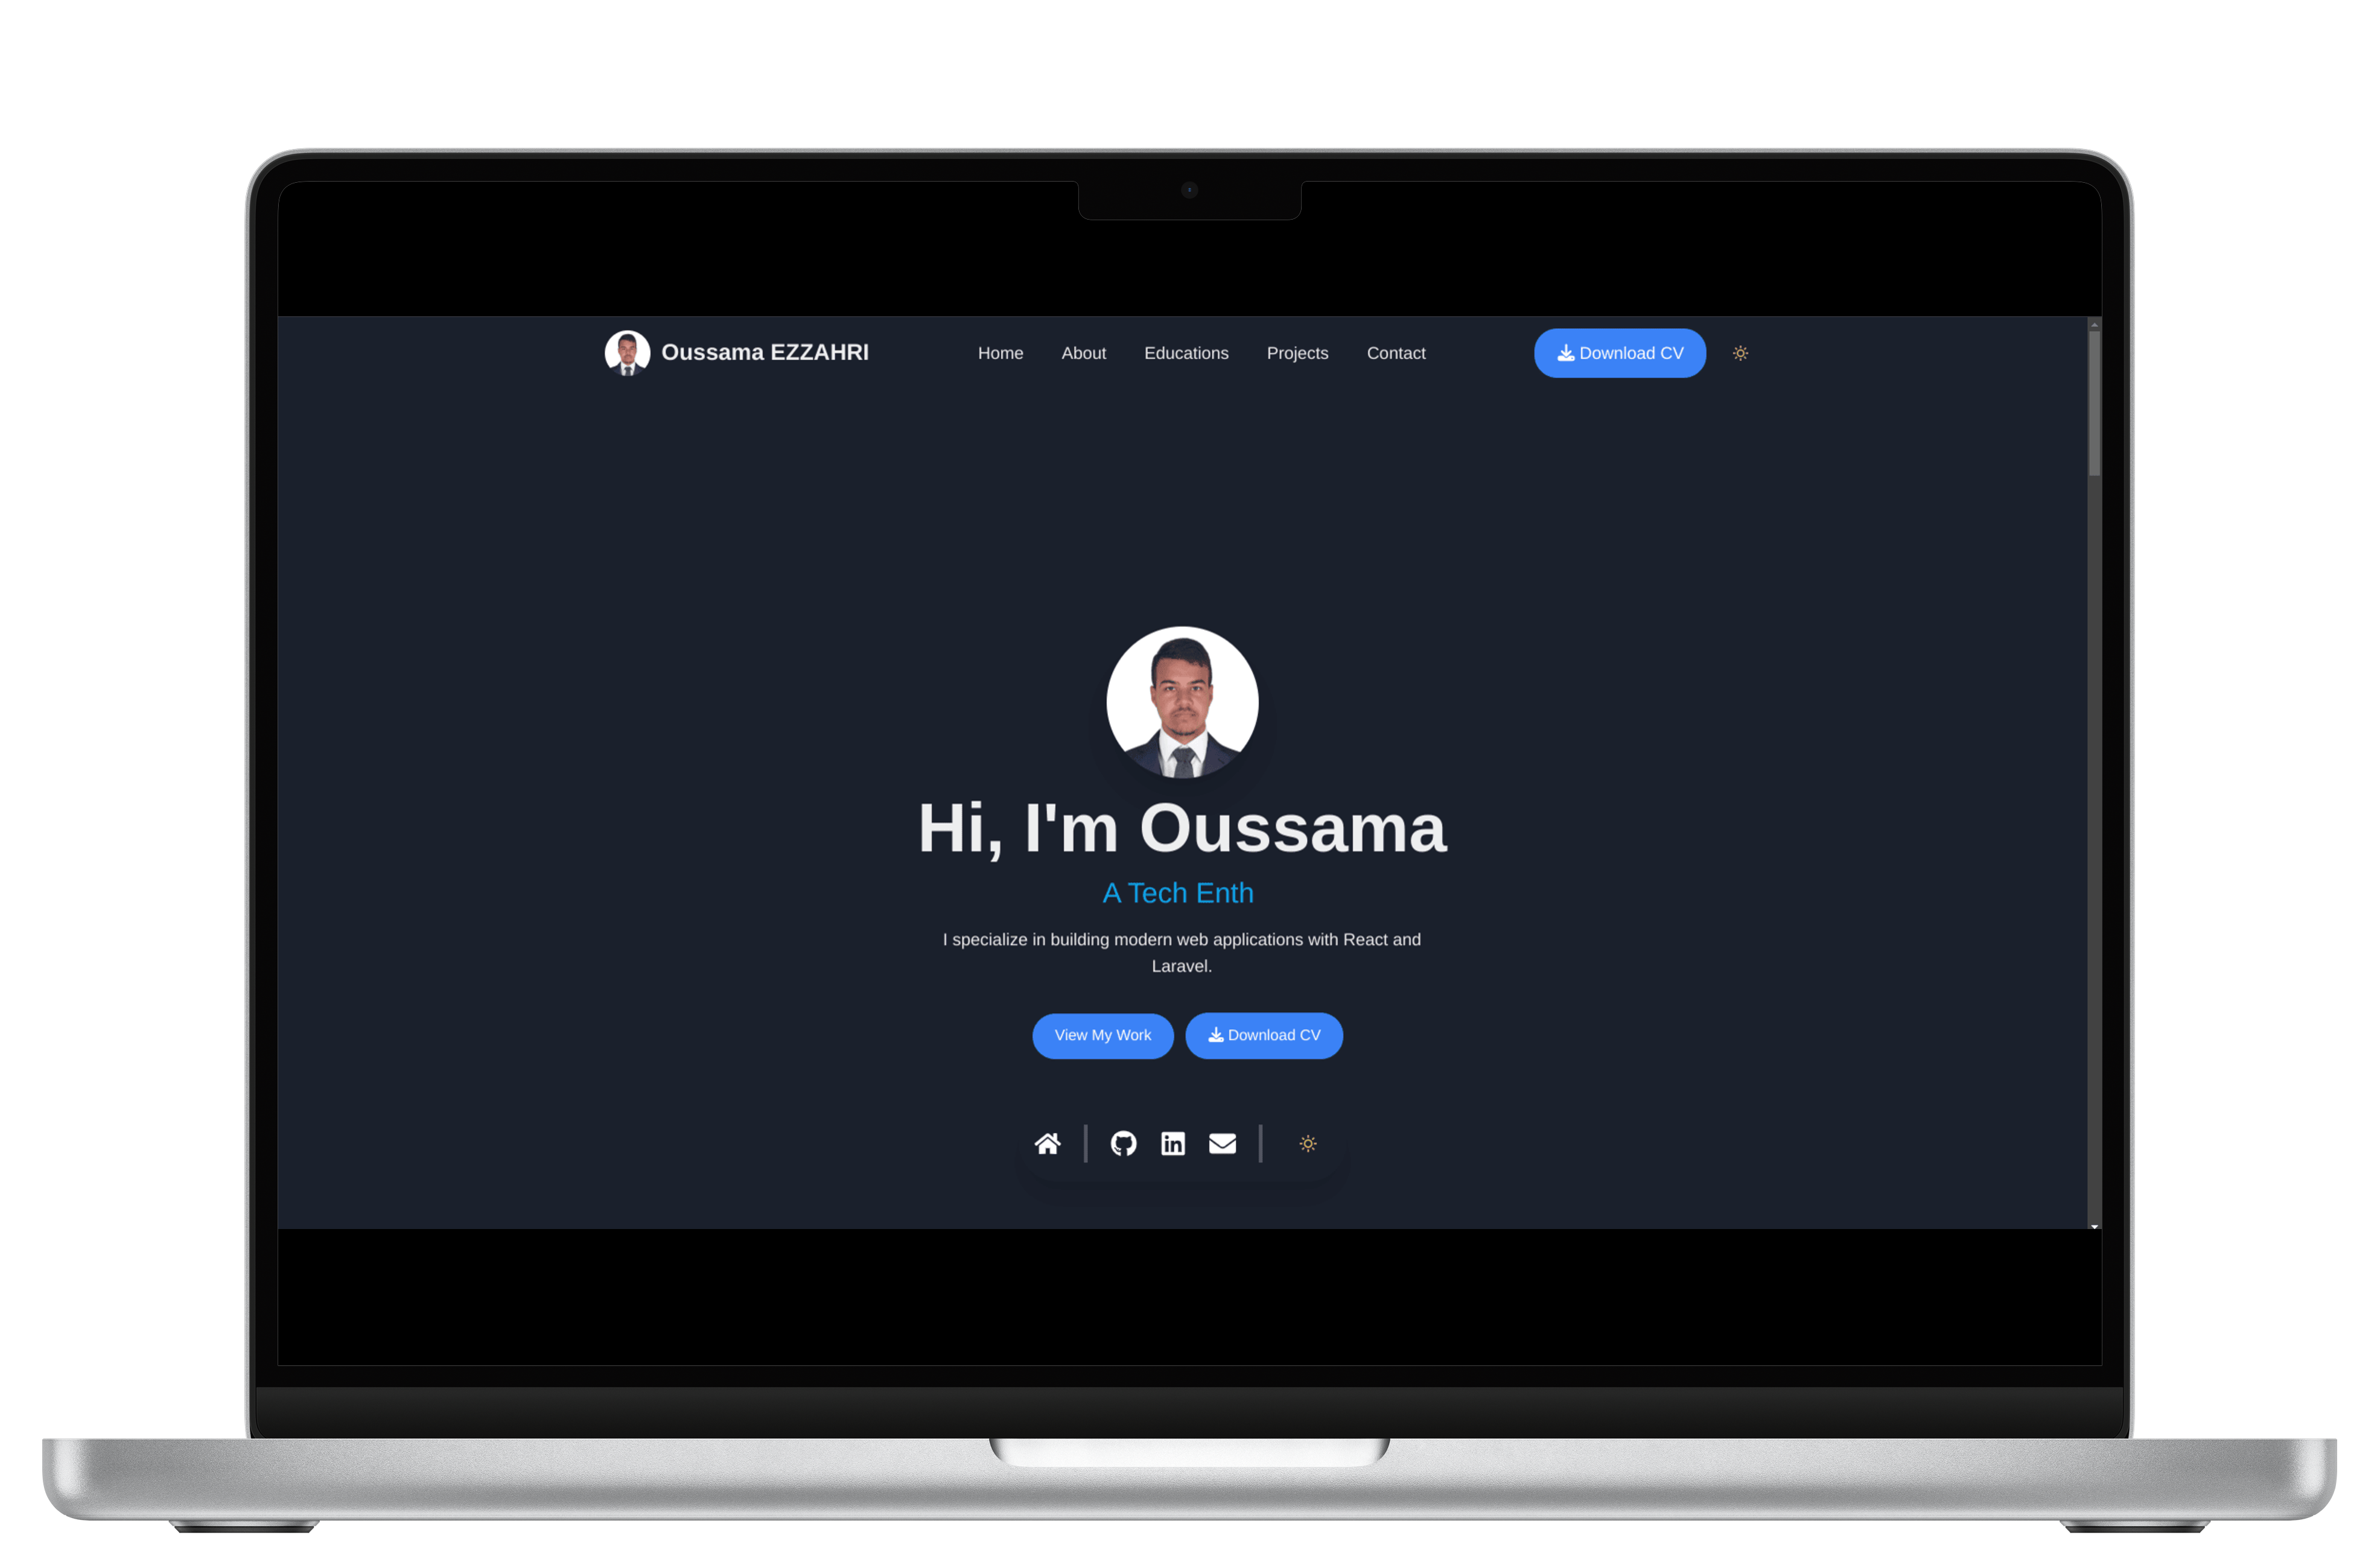 Oussama EZZAHRI
Home About Educations Projects Contact
Download CV
Hi, I'm Oussama
A Tech Enth
I specialize in building modern web applications with React and
Laravel.
View My Work Download CV
in